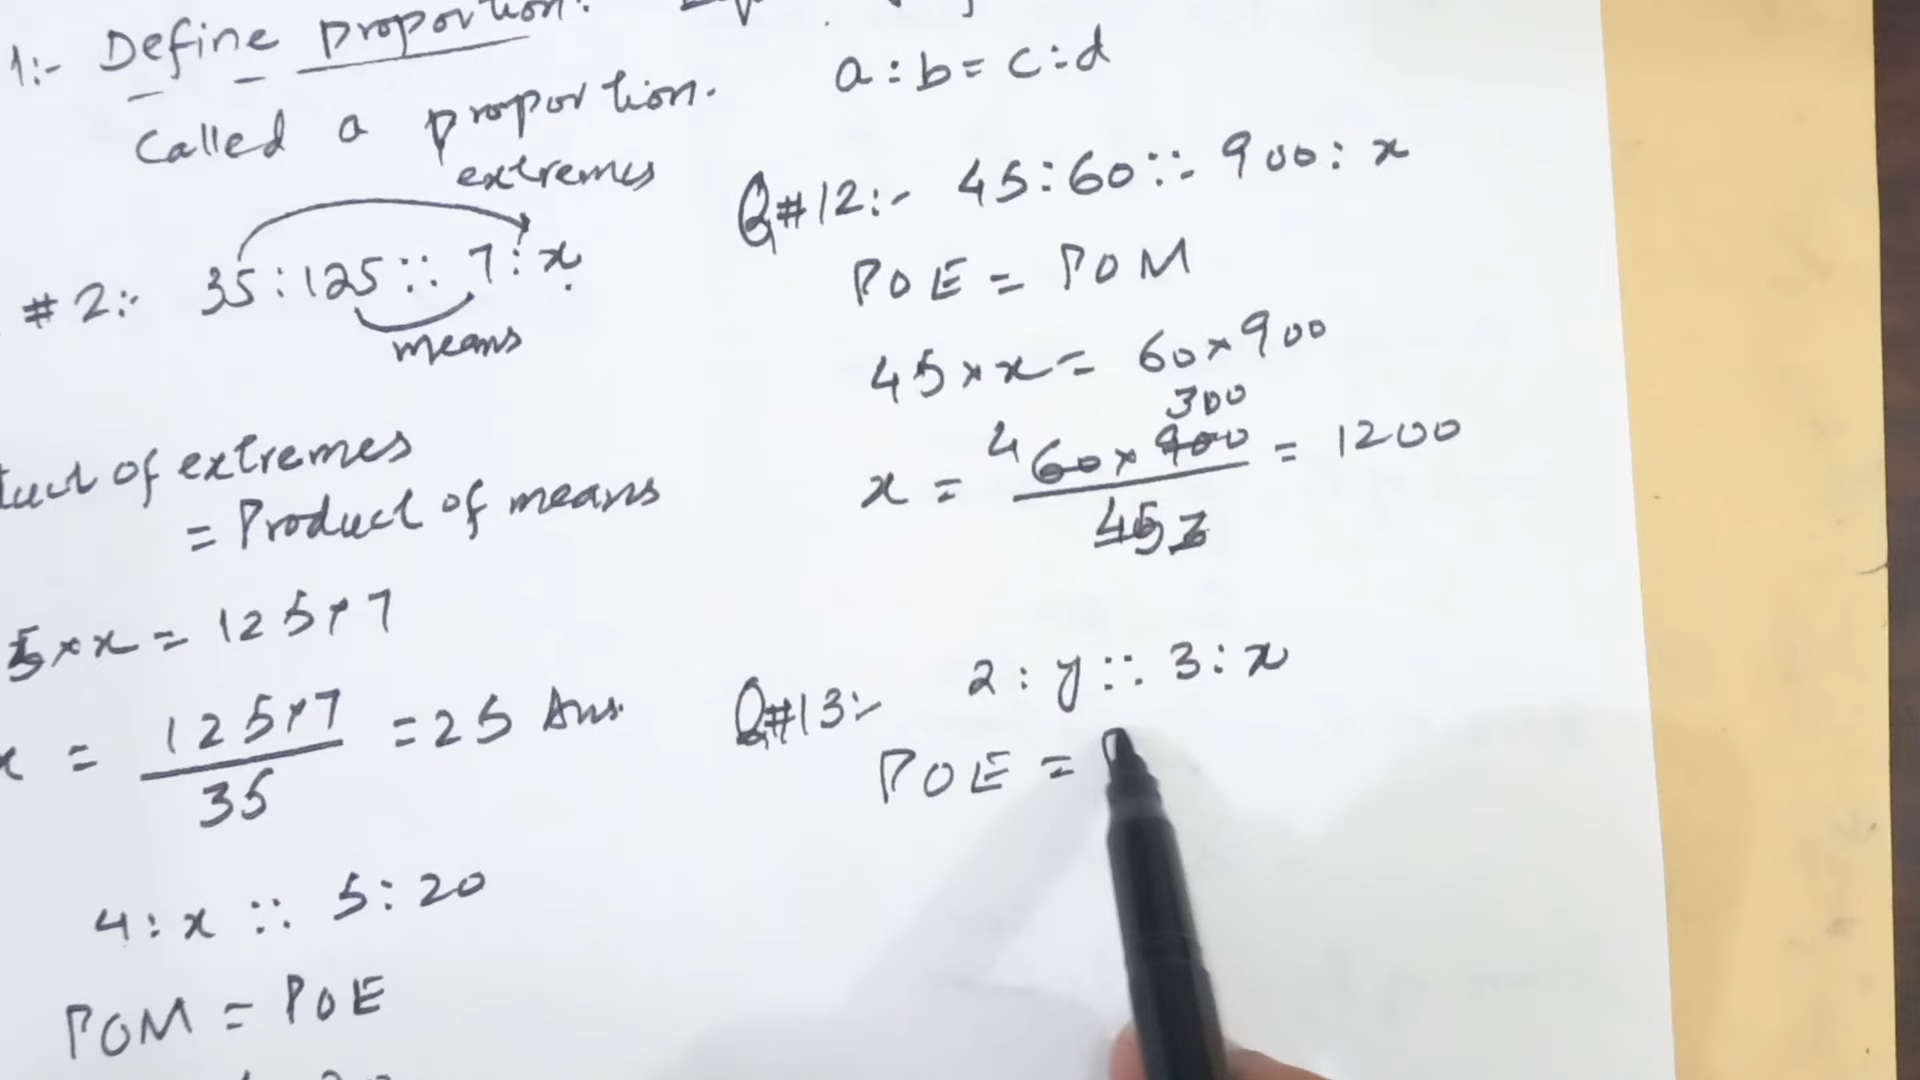 1:- Define proportion:
Called a proportion.
extremes
#2:- 35:125::7:x
means
of extremes
= Product of means
5×x = 125×7
x = 125×7 / 35 = 25 Ans.
4:x :: 5:20
POM = POE
a:b = c:d
Q#12:- 45:60::900:x
POE = POM
45×x = 60×900
300
x = 4 60×900 / 45 3 = 1200
Q#13:- 2:y::3:x
POE =